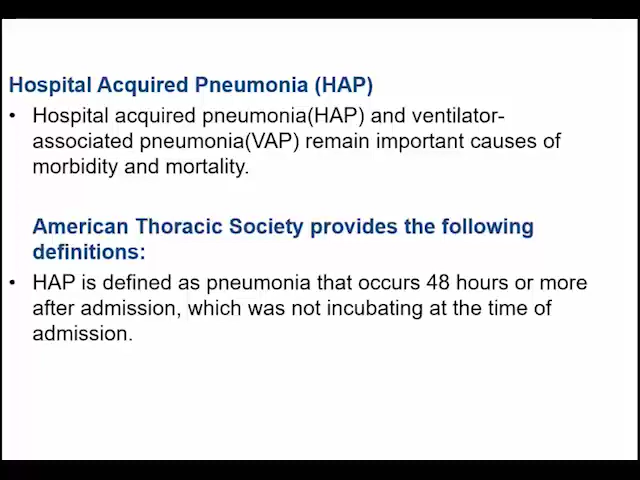 Hospital Acquired Pneumonia (HAP)
• Hospital acquired pneumonia(HAP) and ventilator-
associated pneumonia(VAP) remain important causes of
morbidity and mortality.
American Thoracic Society provides the following
definitions:
• HAP is defined as pneumonia that occurs 48 hours or more
after admission, which was not incubating at the time of
admission.